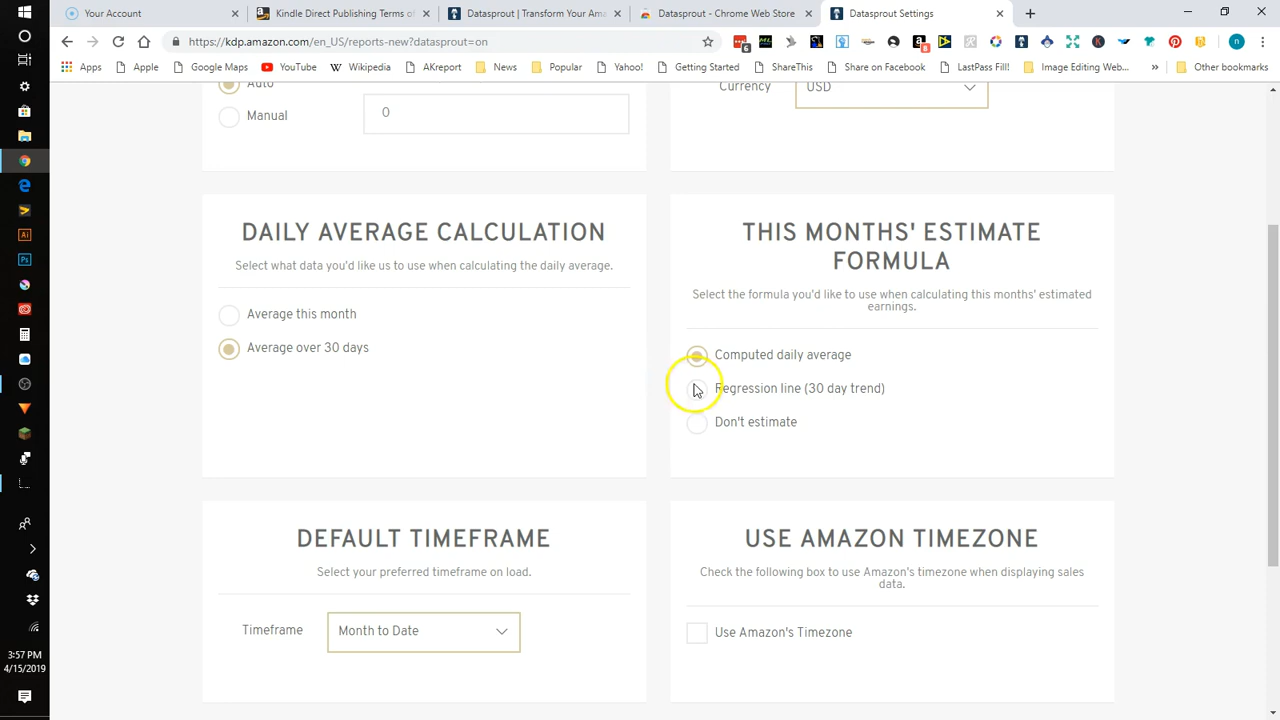 Your Account
Kindle Direct Publishing Terms of
Datasprout | Transform Your Ama
Datasprout - Chrome Web Store
Datasprout Settings
https://kdp.amazon.com/en_US/reports-new?datasprout=on
Apps
Apple
Google Maps
YouTube
Wikipedia
AKreport
News
Popular
Yahoo!
Getting Started
ShareThis
Share on Facebook
LastPass Fill!
Image Editing Web...
»
Other bookmarks
Auto
Manual
0
Currency
USD
DAILY AVERAGE CALCULATION
Select what data you'd like us to use when calculating the daily average.
Average this month
Average over 30 days
THIS MONTHS' ESTIMATE
FORMULA
Select the formula you'd like to use when calculating this months' estimated
earnings.
Computed daily average
Regression line (30 day trend)
Don't estimate
DEFAULT TIMEFRAME
Select your preferred timeframe on load.
Timeframe
Month to Date
USE AMAZON TIMEZONE
Check the following box to use Amazon's timezone when displaying sales
data.
Use Amazon's Timezone
3:57 PM
4/15/2019